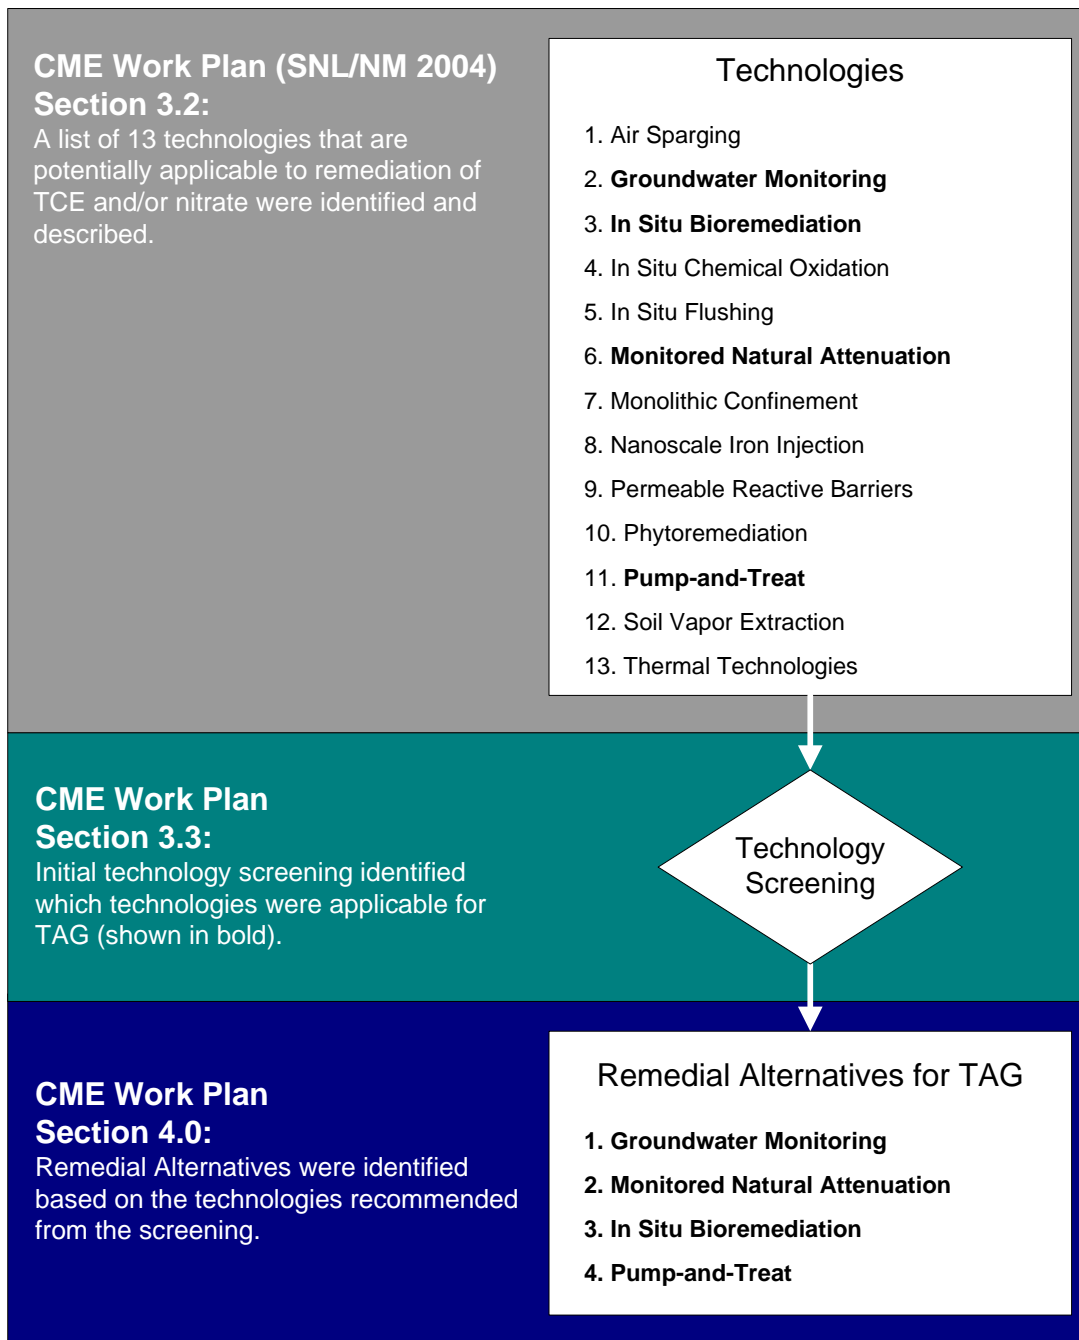 CME Work Plan (SNL/NM 2004)
Section 3.2:
A list of 13 technologies that are
potentially applicable to remediation of
TCE and/or nitrate were identified and
described.
Technologies
1. Air Sparging
2. Groundwater Monitoring
3. In Situ Bioremediation
4. In Situ Chemical Oxidation
5. In Situ Flushing
6. Monitored Natural Attenuation
7. Monolithic Confinement
8. Nanoscale Iron Injection
9. Permeable Reactive Barriers
10. Phytoremediation
11. Pump-and-Treat
12. Soil Vapor Extraction
13. Thermal Technologies
CME Work Plan
Section 3.3:
Initial technology screening identified
which technologies were applicable for
TAG (shown in bold).
Technology
Screening
CME Work Plan
Section 4.0:
Remedial Alternatives were identified
based on the technologies recommended
from the screening.
Remedial Alternatives for TAG
1. Groundwater Monitoring
2. Monitored Natural Attenuation
3. In Situ Bioremediation
4. Pump-and-Treat